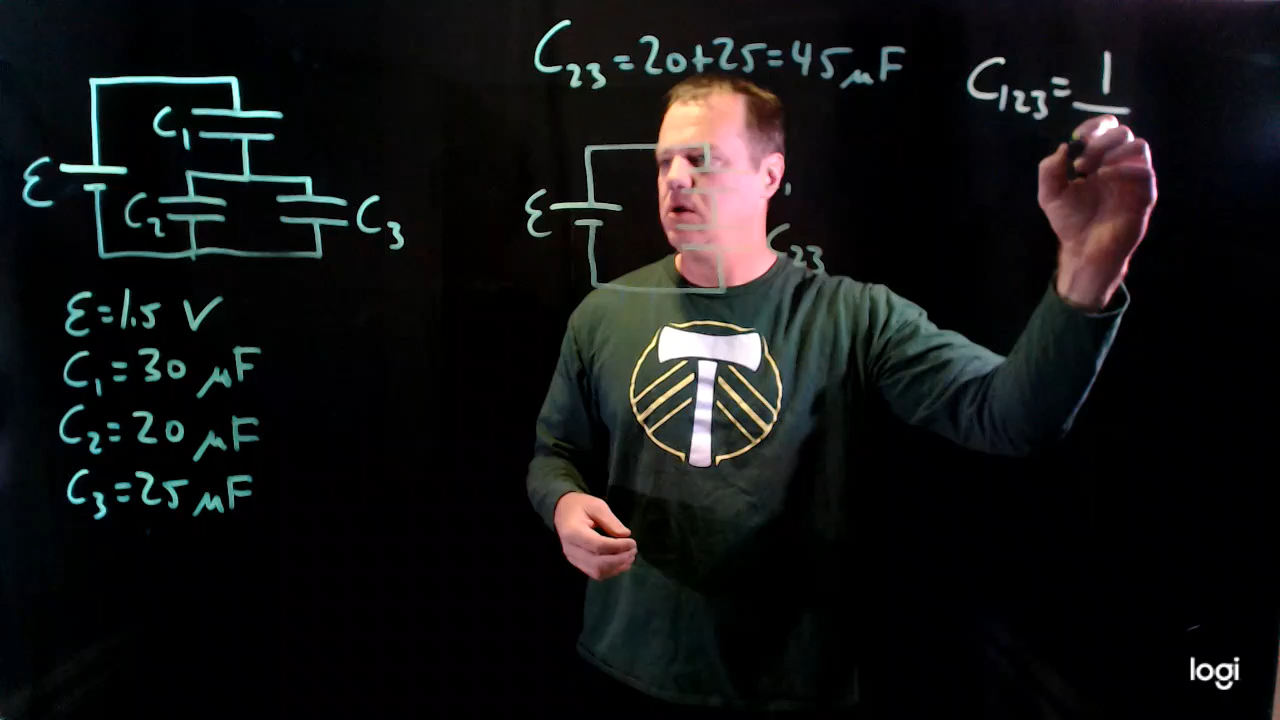 C₂₃ = 20+25 = 45 μF
C₁₂₃ = 1
C₁
ℰ
C₂
C₃
ℰ
C₂₃
ℰ = 1.5 V
C₁ = 30 μF
C₂ = 20 μF
C₃ = 25 μF
logi